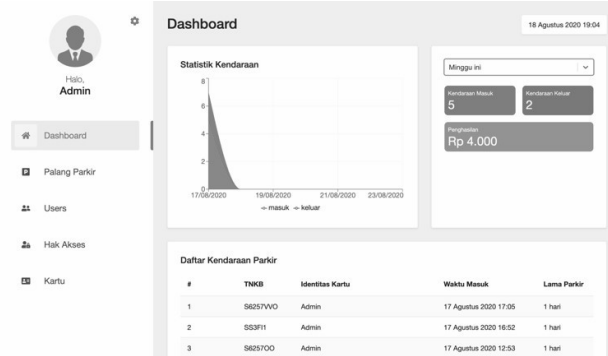 Dashboard
18 Agustus 2020 19:04
Halo,
Admin
Dashboard
Palang Parkir
Users
Hak Akses
Kartu
Statistik Kendaraan
8
6
4
2
0
17/08/2020 19/08/2020 21/08/2020 23/08/2020
masuk keluar
Minggu ini
Kendaraan Masuk
5
Kendaraan Keluar
2
Penghasilan
Rp 4.000
Daftar Kendaraan Parkir
# TNKB Identitas Kartu Waktu Masuk Lama Parkir
1 S6257VVO Admin 17 Agustus 2020 17:05 1 hari
2 SS3FI1 Admin 17 Agustus 2020 16:52 1 hari
3 S6257OO Admin 17 Agustus 2020 12:53 1 hari